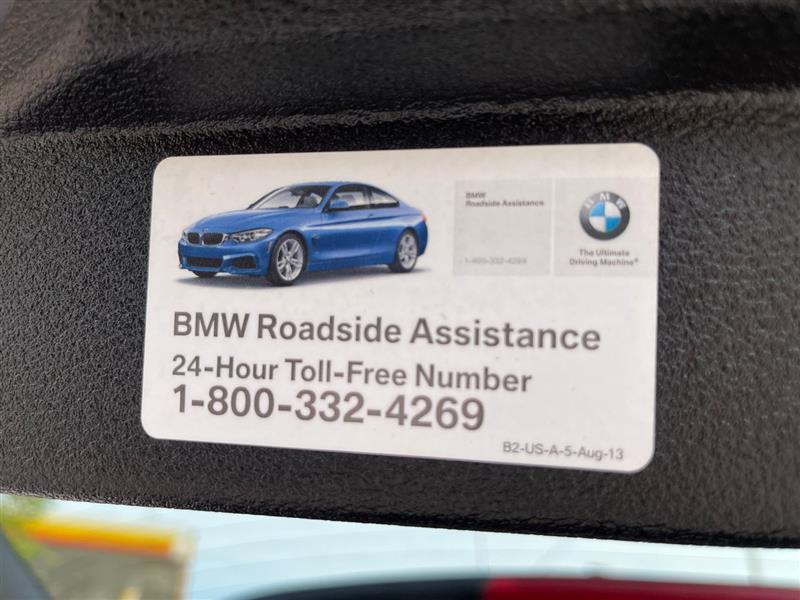 BMW
Roadside Assistance
1-800-332-4269
BMW
The Ultimate
Driving Machine®
BMW Roadside Assistance
24-Hour Toll-Free Number
1-800-332-4269
B2-US-A-5-Aug-13